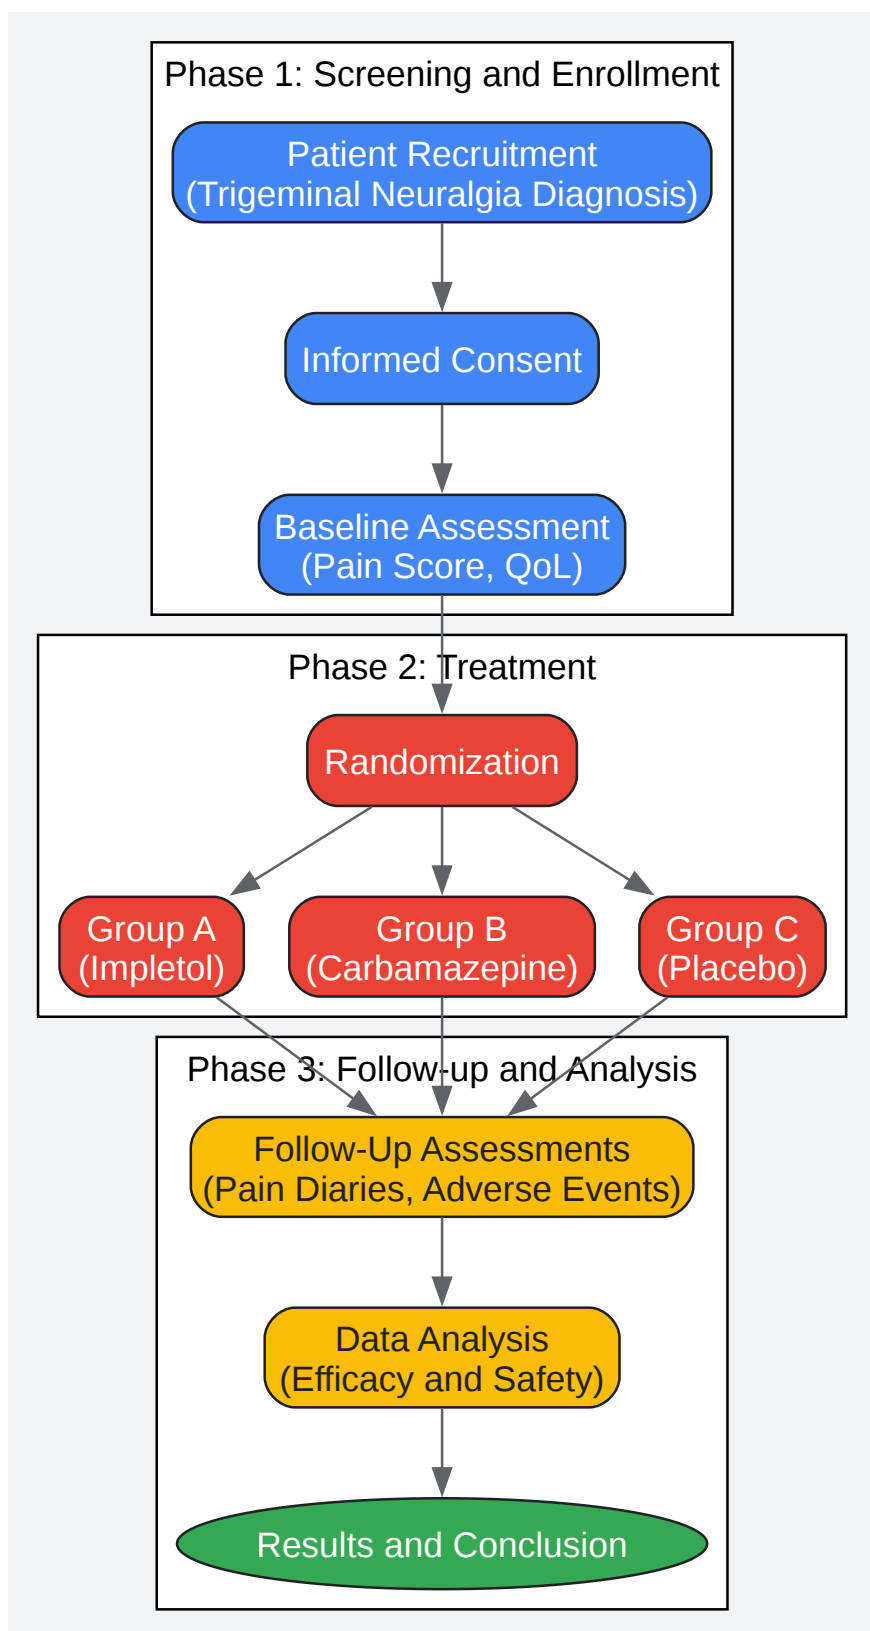 Phase 1: Screening and Enrollment
Patient Recruitment
(Trigeminal Neuralgia Diagnosis)
Informed Consent
Baseline Assessment
(Pain Score, QoL)
Phase 2: Treatment
Randomization
Group A
(Impletol)
Group B
(Carbamazepine)
Group C
(Placebo)
Phase 3: Follow-up and Analysis
Follow-Up Assessments
(Pain Diaries, Adverse Events)
Data Analysis
(Efficacy and Safety)
Results and Conclusion